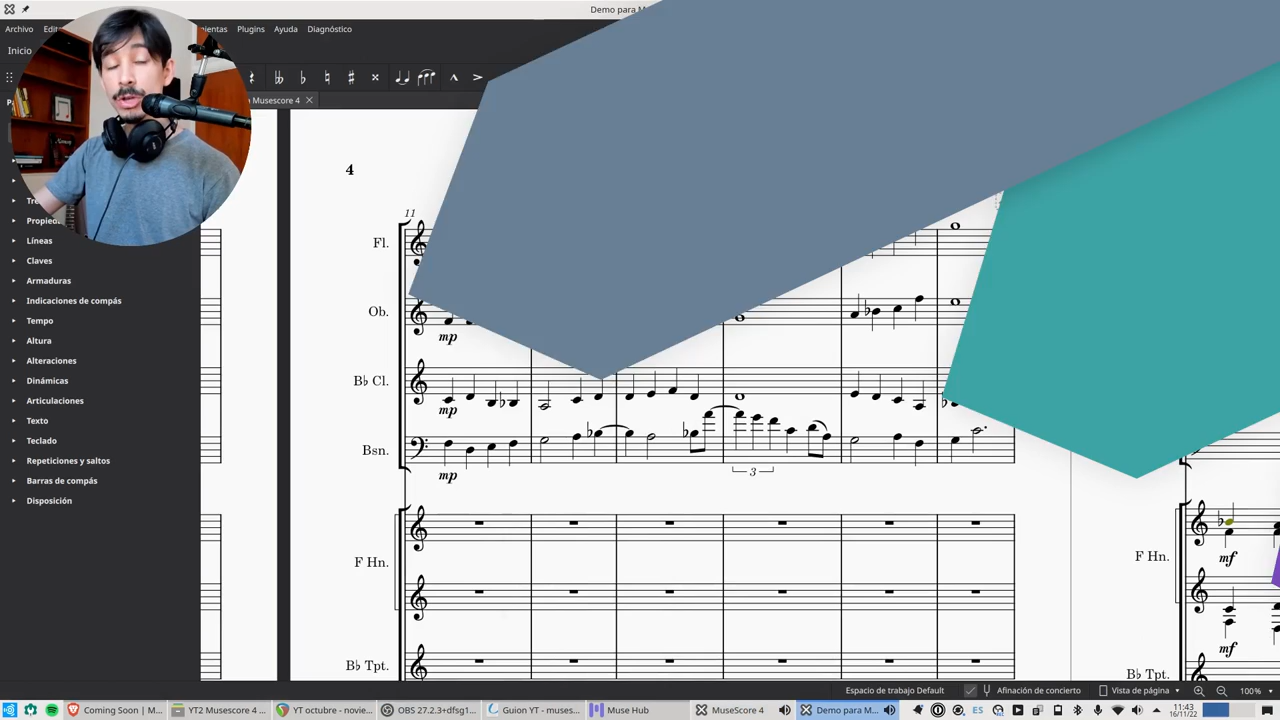 Demo para M
Archivo Edi ientas Plugins Ayuda Diagnóstico
Inicio
Musescore 4
Propied
Líneas
Claves
Armaduras
Indicaciones de compás
Tempo
Altura
Alteraciones
Dinámicas
Articulaciones
Texto
Teclado
Repeticiones y saltos
Barras de compás
Disposición
4
11
Fl.
Ob.
mp
B♭ Cl.
mp
Bsn.
mp
3
F Hn.
B♭ Tpt.
F Hn.
mf
mf
B♭ Tpt.
Espacio de trabajo Default Afinación de concierto Vista de página 100%
Coming Soon | M... YT2 Musescore 4 ... YT octubre - novie... OBS 27.2.3+dfsg1... Guion YT - muses... Muse Hub MuseScore 4 Demo para M... ES 11:43
16/11/22